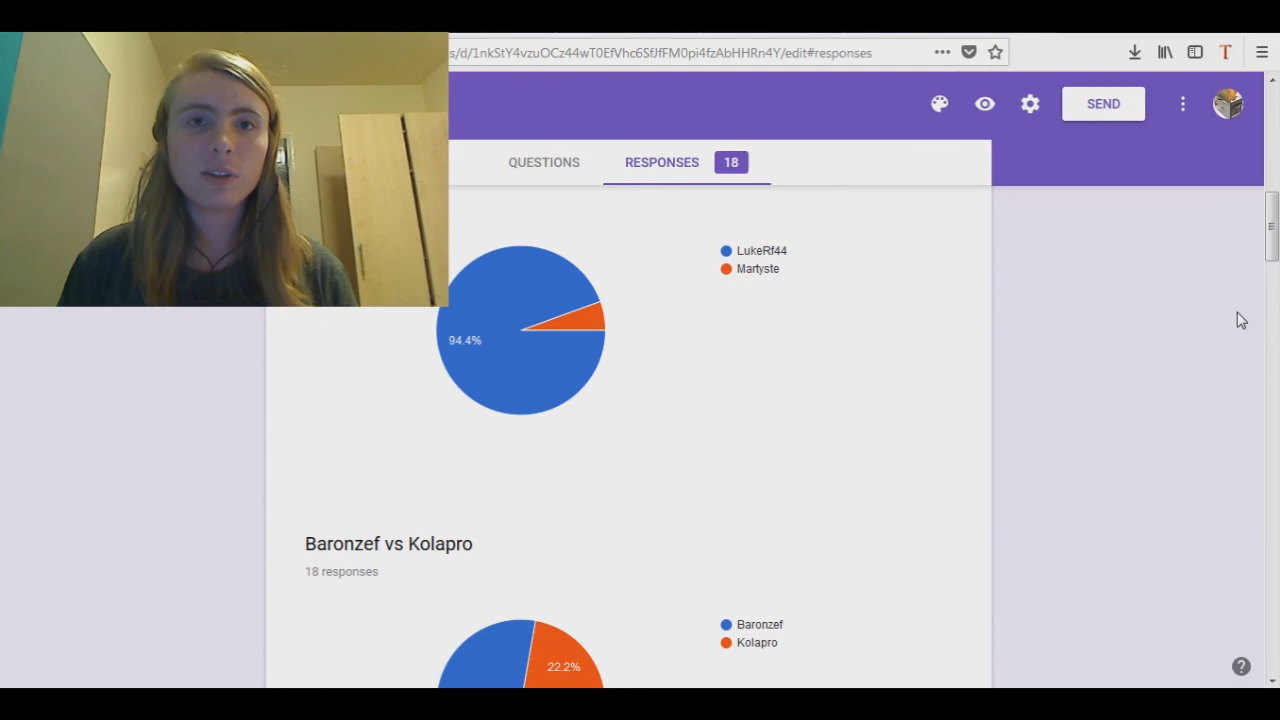 s/d/1nkStY4vzuOCz44wT0EfVhc6SfJfFM0pi4fzAbHHRn4Y/edit#responses
SEND
QUESTIONS
RESPONSES
18
LukeRf44
Martyste
94.4%
Baronzef vs Kolapro
18 responses
Baronzef
Kolapro
22.2%